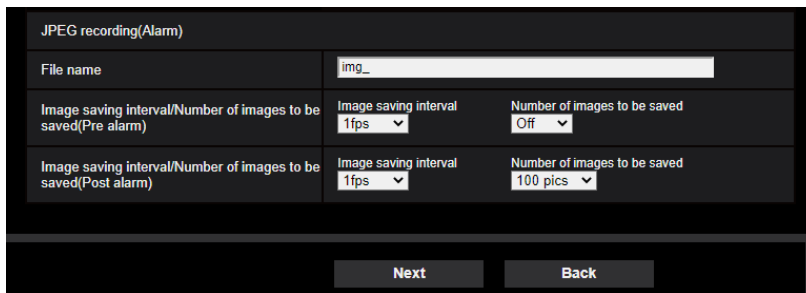 JPEG recording(Alarm)
File name
img_
Image saving interval/Number of images to be
saved(Pre alarm)
Image saving interval
Number of images to be saved
1fps
Off
Image saving interval/Number of images to be
saved(Post alarm)
Image saving interval
Number of images to be saved
1fps
100 pics
Next
Back